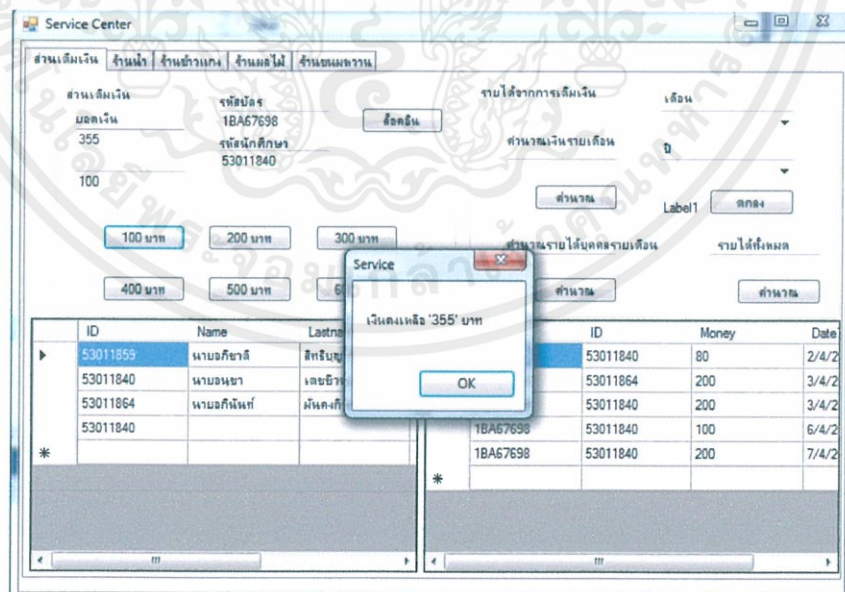 Service Center
ส่วนเติมเงิน ร้านน้ำ ร้านข้าวแกง ร้านผลไม้ ร้านขนมหวาน
ส่วนเติมเงิน
ยอดเงิน
355
100
รหัสบัตร
1BA67698
รหัสนักศึกษา
53011840
ล็อคอิน
รายได้จากการเติมเงิน
เดือน
คำนวณเงินรายเดือน
ปี
คำนวณ
Label1
ตกลง
คำนวณรายได้บุคคลรายเดือน
รายได้ทั้งหมด
คำนวณ
คำนวณ
100 บาท 200 บาท 300 บาท
400 บาท 500 บาท
Service
เงินคงเหลือ '355' บาท
OK
ID Name Lastna
53011859 นายอภิชาติ
53011840 นายอนุชา
53011864 นายอภินันท์
53011840
ID Money Date
53011840 80 2/4/2
53011864 200 3/4/2
53011840 200 3/4/2
1BA67698 53011840 100 6/4/2
1BA67698 53011840 200 7/4/2